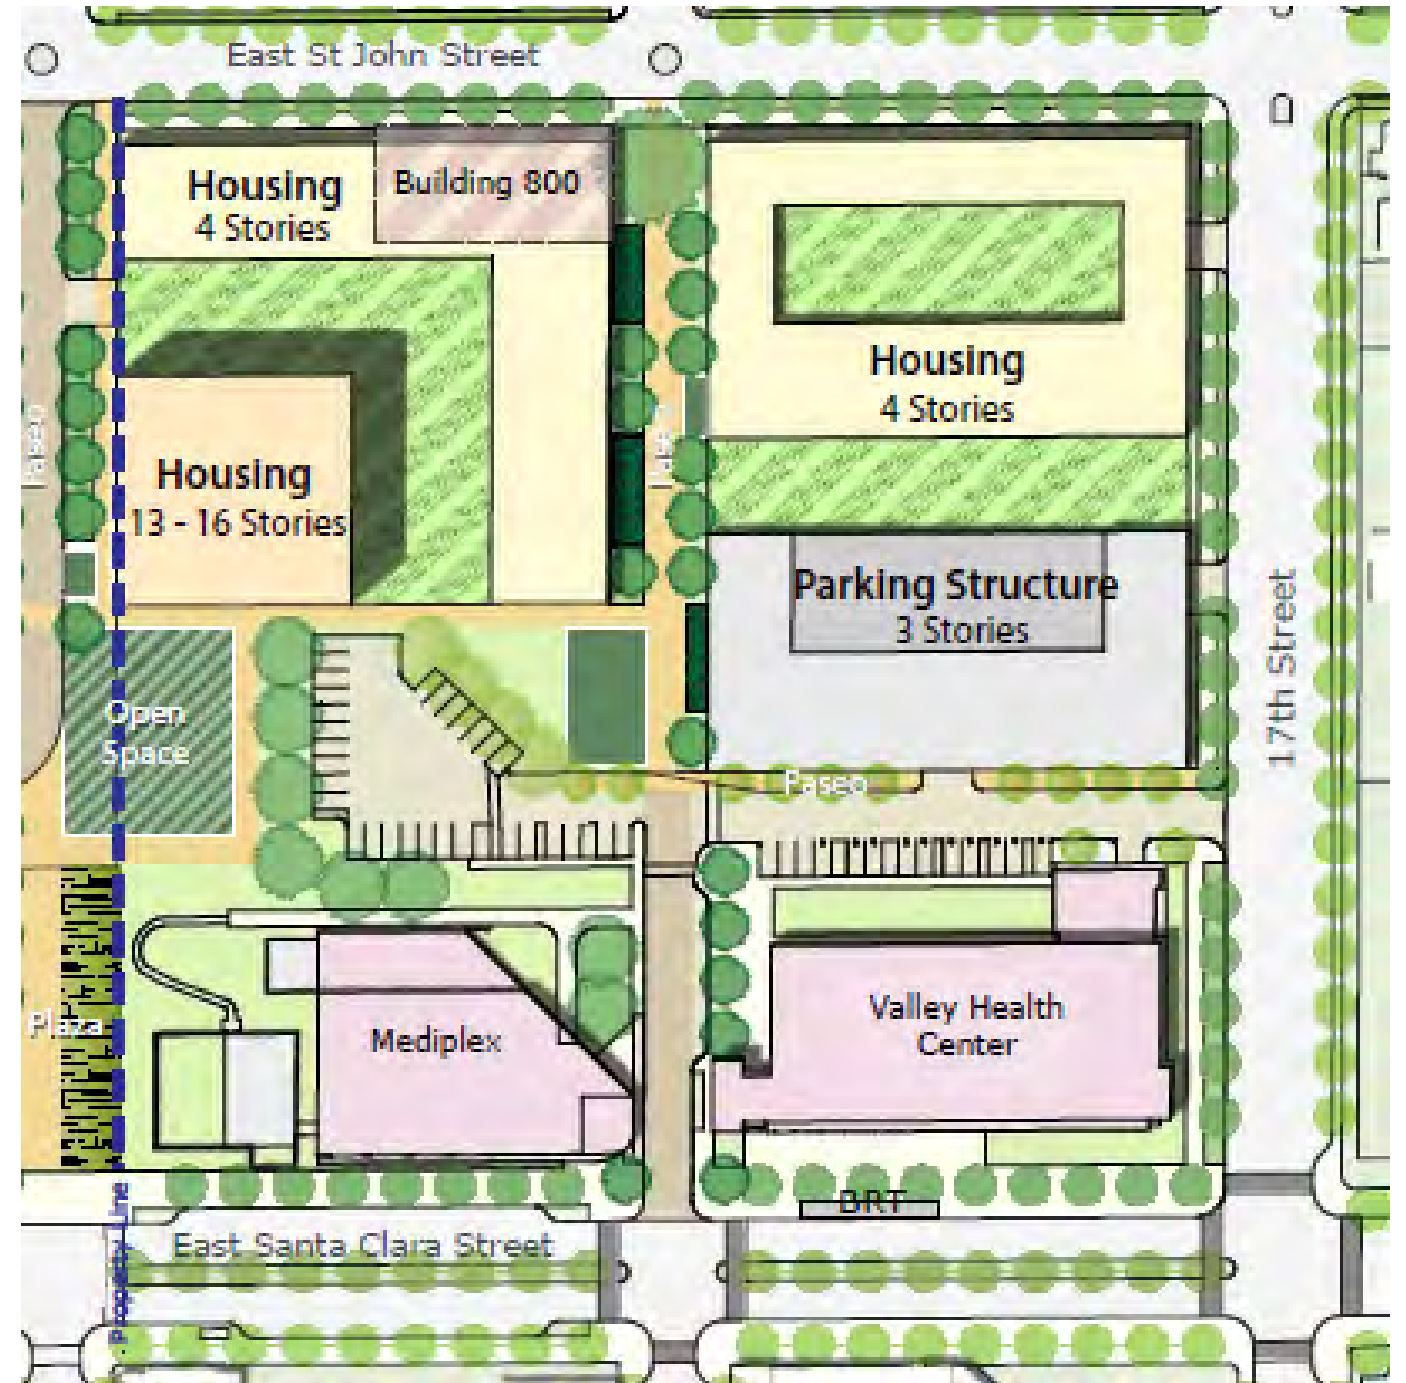 East St John Street
Housing
4 Stories
Building 800
Housing
4 Stories
Paseo
Paseo
Housing
13 - 16 Stories
Parking Structure
3 Stories
17th Street
Open
Space
Paseo
Plaza
Mediplex
Valley Health
Center
BRT
Property Line
East Santa Clara Street